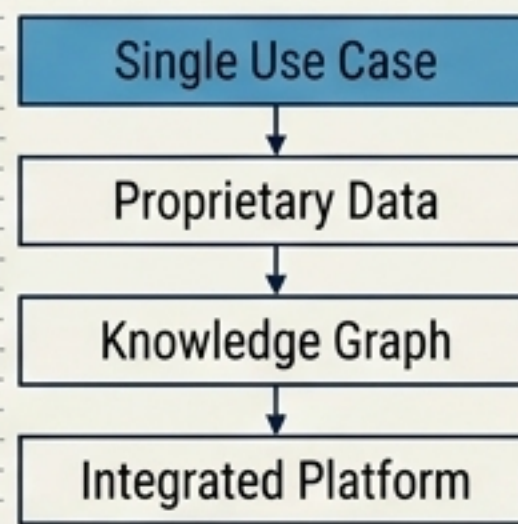 Single Use Case
Proprietary Data
Knowledge Graph
Integrated Platform